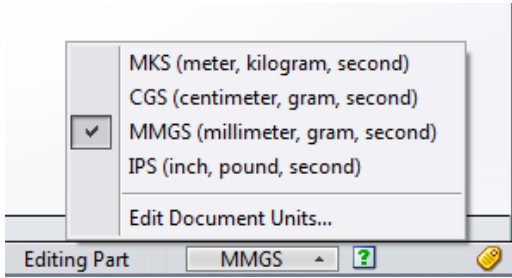 MKS (meter, kilogram, second)
CGS (centimeter, gram, second)
MMGS (millimeter, gram, second)
IPS (inch, pound, second)
Edit Document Units...
Editing Part MMGS ?